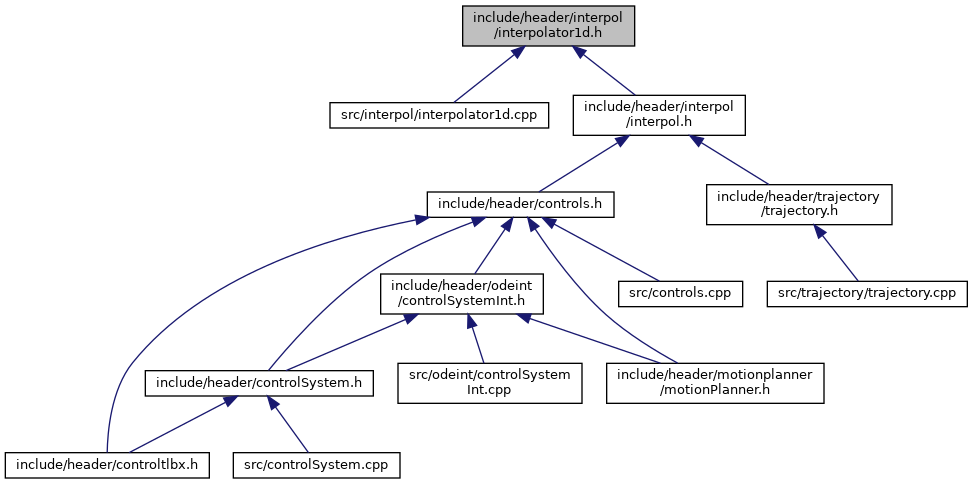 include/header/interpol
/interpolator1d.h
src/interpol/interpolator1d.cpp
include/header/interpol
/interpol.h
include/header/controls.h
include/header/trajectory
/trajectory.h
include/header/odeint
/controlSystemInt.h
src/controls.cpp
src/trajectory/trajectory.cpp
include/header/controlSystem.h
src/odeint/controlSystem
Int.cpp
include/header/motionplanner
/motionPlanner.h
include/header/controltlbx.h
src/controlSystem.cpp